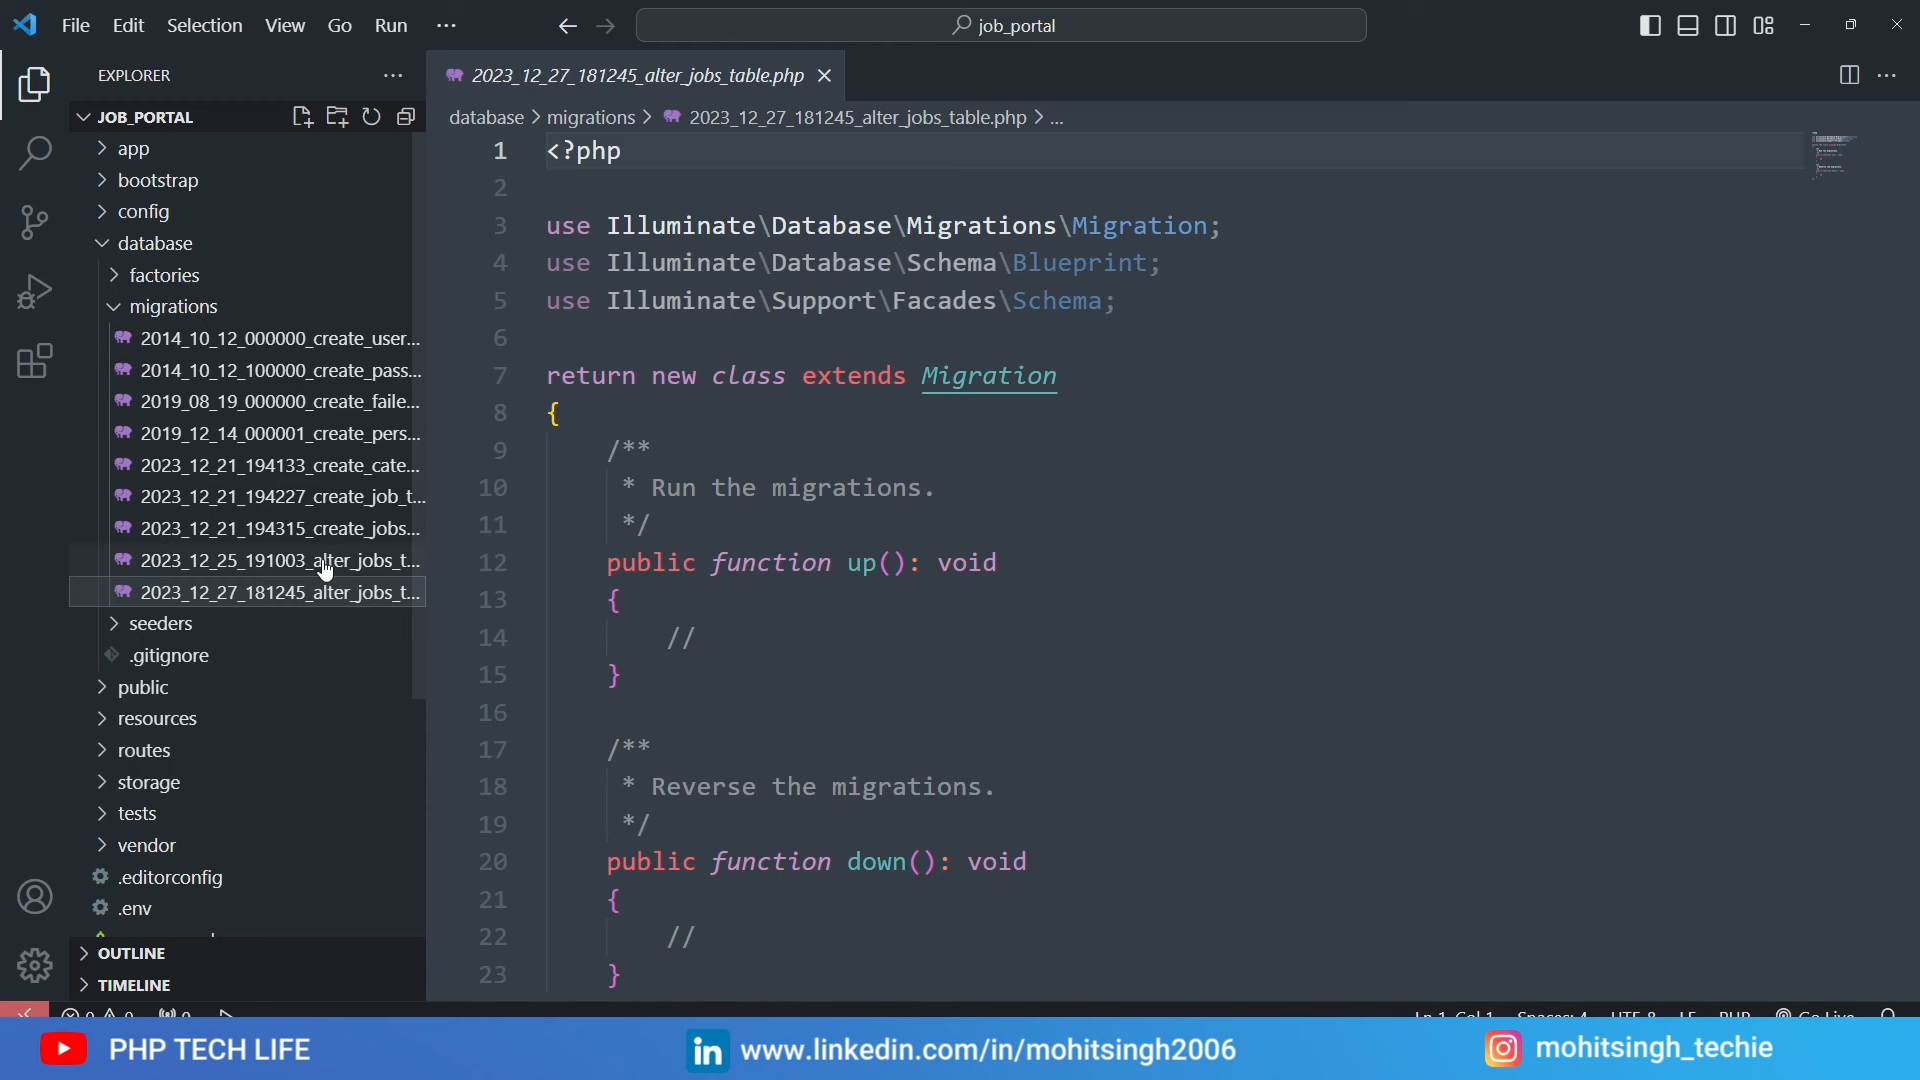 File Edit Selection View Go Run ···
job_portal
EXPLORER ···
JOB_PORTAL
app
bootstrap
config
database
factories
migrations
2014_10_12_000000_create_user...
2014_10_12_100000_create_pass...
2019_08_19_000000_create_faile...
2019_12_14_000001_create_pers...
2023_12_21_194133_create_cate...
2023_12_21_194227_create_job_t...
2023_12_21_194315_create_jobs...
2023_12_25_191003_alter_jobs_t...
2023_12_27_181245_alter_jobs_t...
seeders
.gitignore
public
resources
routes
storage
tests
vendor
.editorconfig
.env
OUTLINE
TIMELINE
2023_12_27_181245_alter_jobs_table.php
database > migrations > 2023_12_27_181245_alter_jobs_table.php > ...
1 <?php
2
3 use Illuminate\Database\Migrations\Migration;
4 use Illuminate\Database\Schema\Blueprint;
5 use Illuminate\Support\Facades\Schema;
6
7 return new class extends Migration
8 {
9 /**
10 * Run the migrations.
11 */
12 public function up(): void
13 {
14 //
15 }
16
17 /**
18 * Reverse the migrations.
19 */
20 public function down(): void
21 {
22 //
23 }
PHP TECH LIFE
in www.linkedin.com/in/mohitsingh2006
mohitsingh_techie